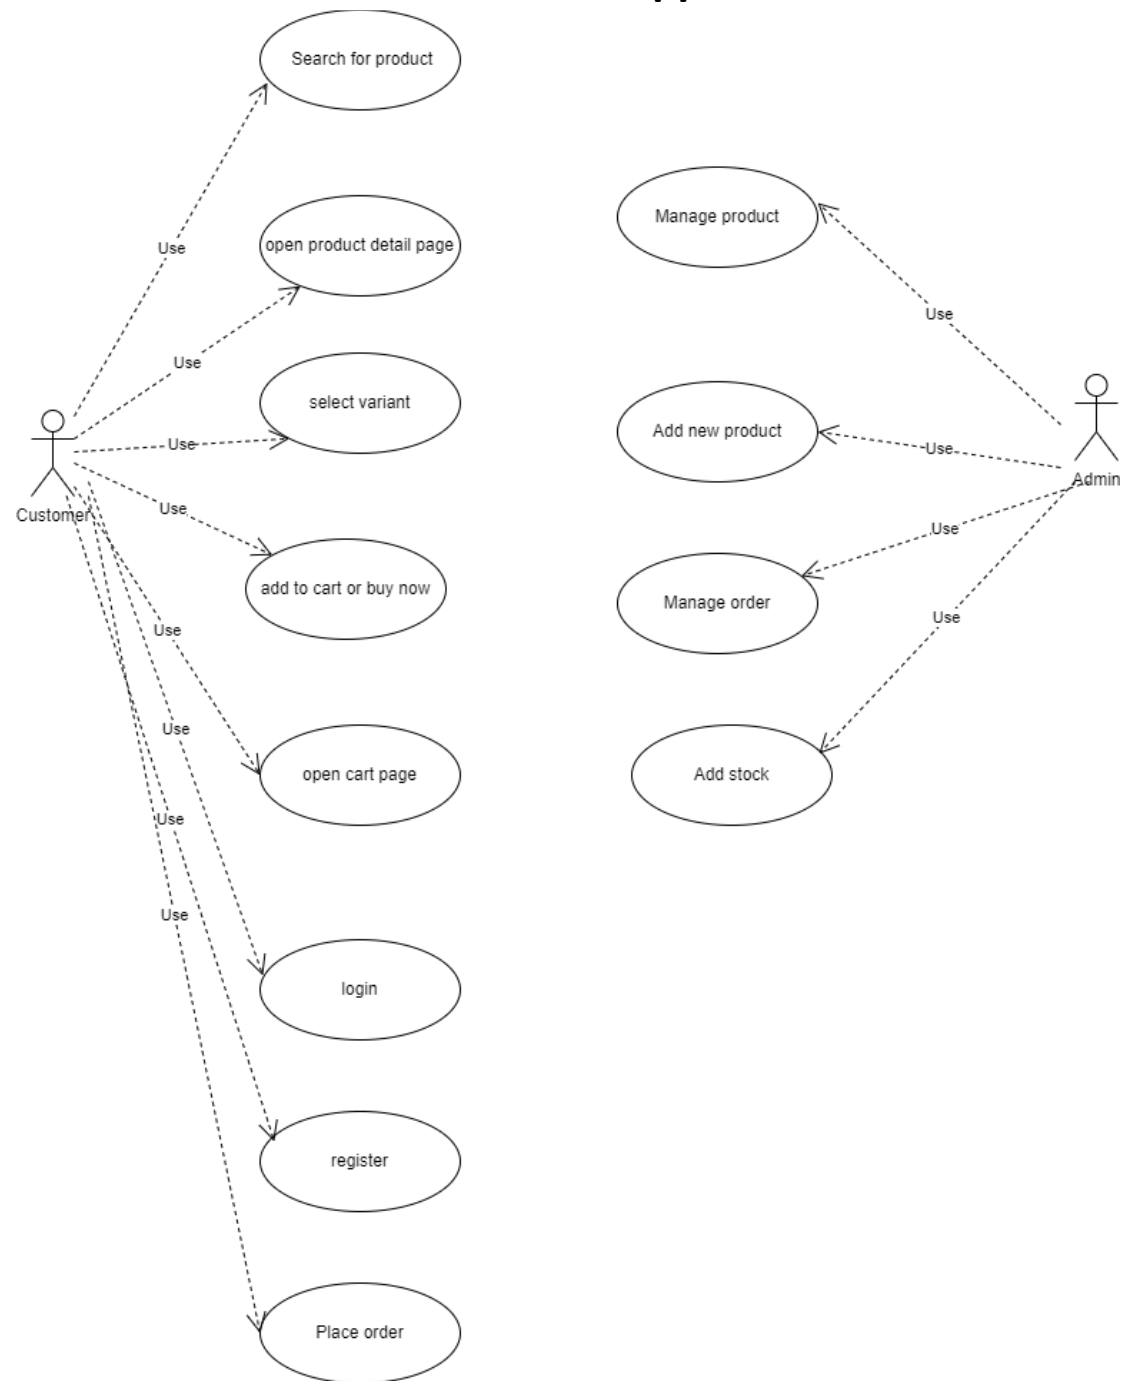 Search for product
Use
open product detail page
Use
select variant
Use
Customer
Use
add to cart or buy now
Use
open cart page
Use
login
Use
register
Use
Place order
Manage product
Use
Add new product
Use
Admin
Manage order
Use
Add stock
Use